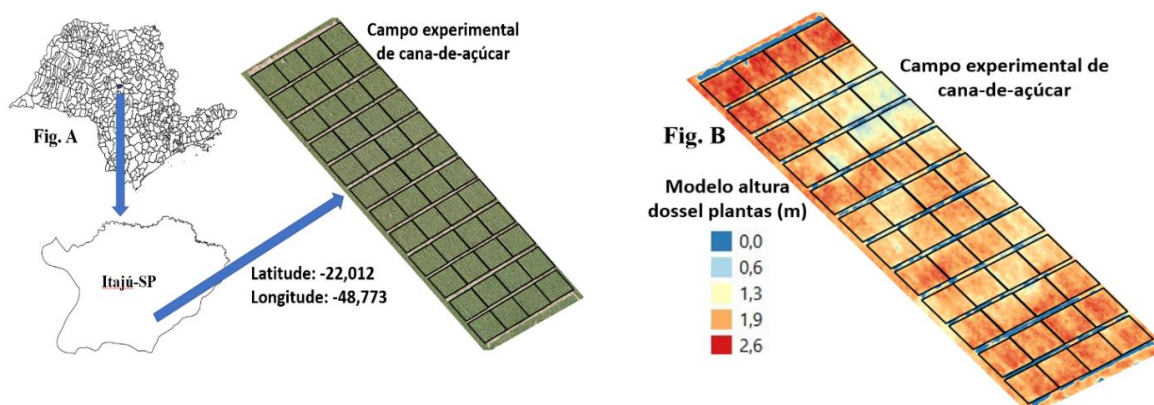 Campo experimental
de cana-de-açúcar
Fig. A
Itajú-SP
Latitude: -22,012
Longitude: -48,773
Campo experimental de
cana-de-açúcar
Fig. B
Modelo altura
dossel plantas (m)
0,0
0,6
1,3
1,9
2,6